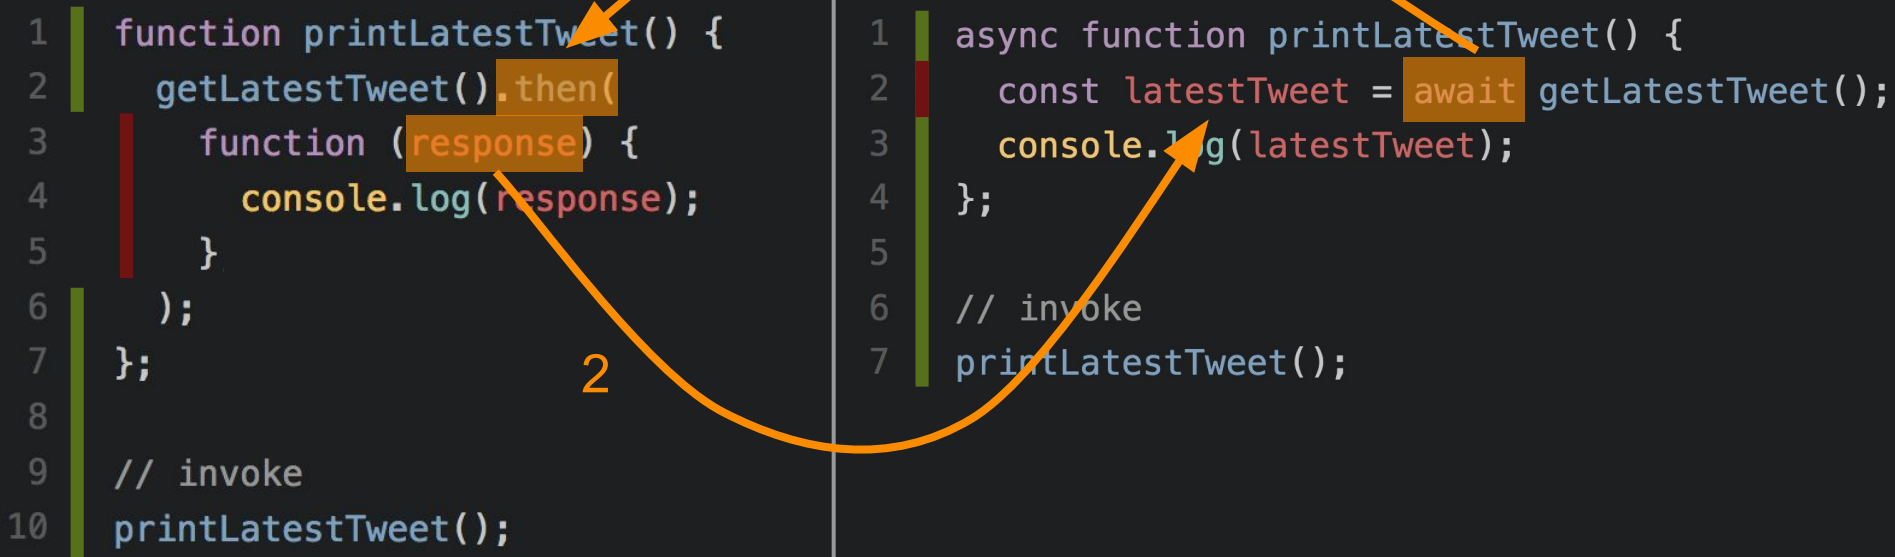 1 function printLatestTweet() {
2 getLatestTweet().then(
3 function (response) {
4 console.log(response);
5 }
6 );
7 };
8
9 // invoke
10 printLatestTweet();
2
1 async function printLatestTweet() {
2 const latestTweet = await getLatestTweet();
3 console.log(latestTweet);
4 };
5
6 // invoke
7 printLatestTweet();